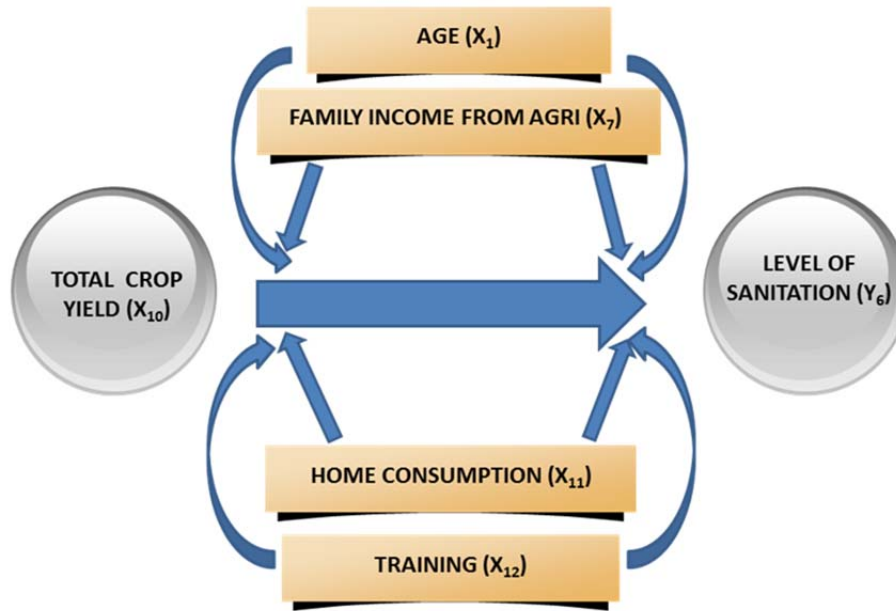 AGE (X₁)
FAMILY INCOME FROM AGRI (X₇)
TOTAL CROP
YIELD (X₁₀)
LEVEL OF
SANITATION (Y₆)
HOME CONSUMPTION (X₁₁)
TRAINING (X₁₂)